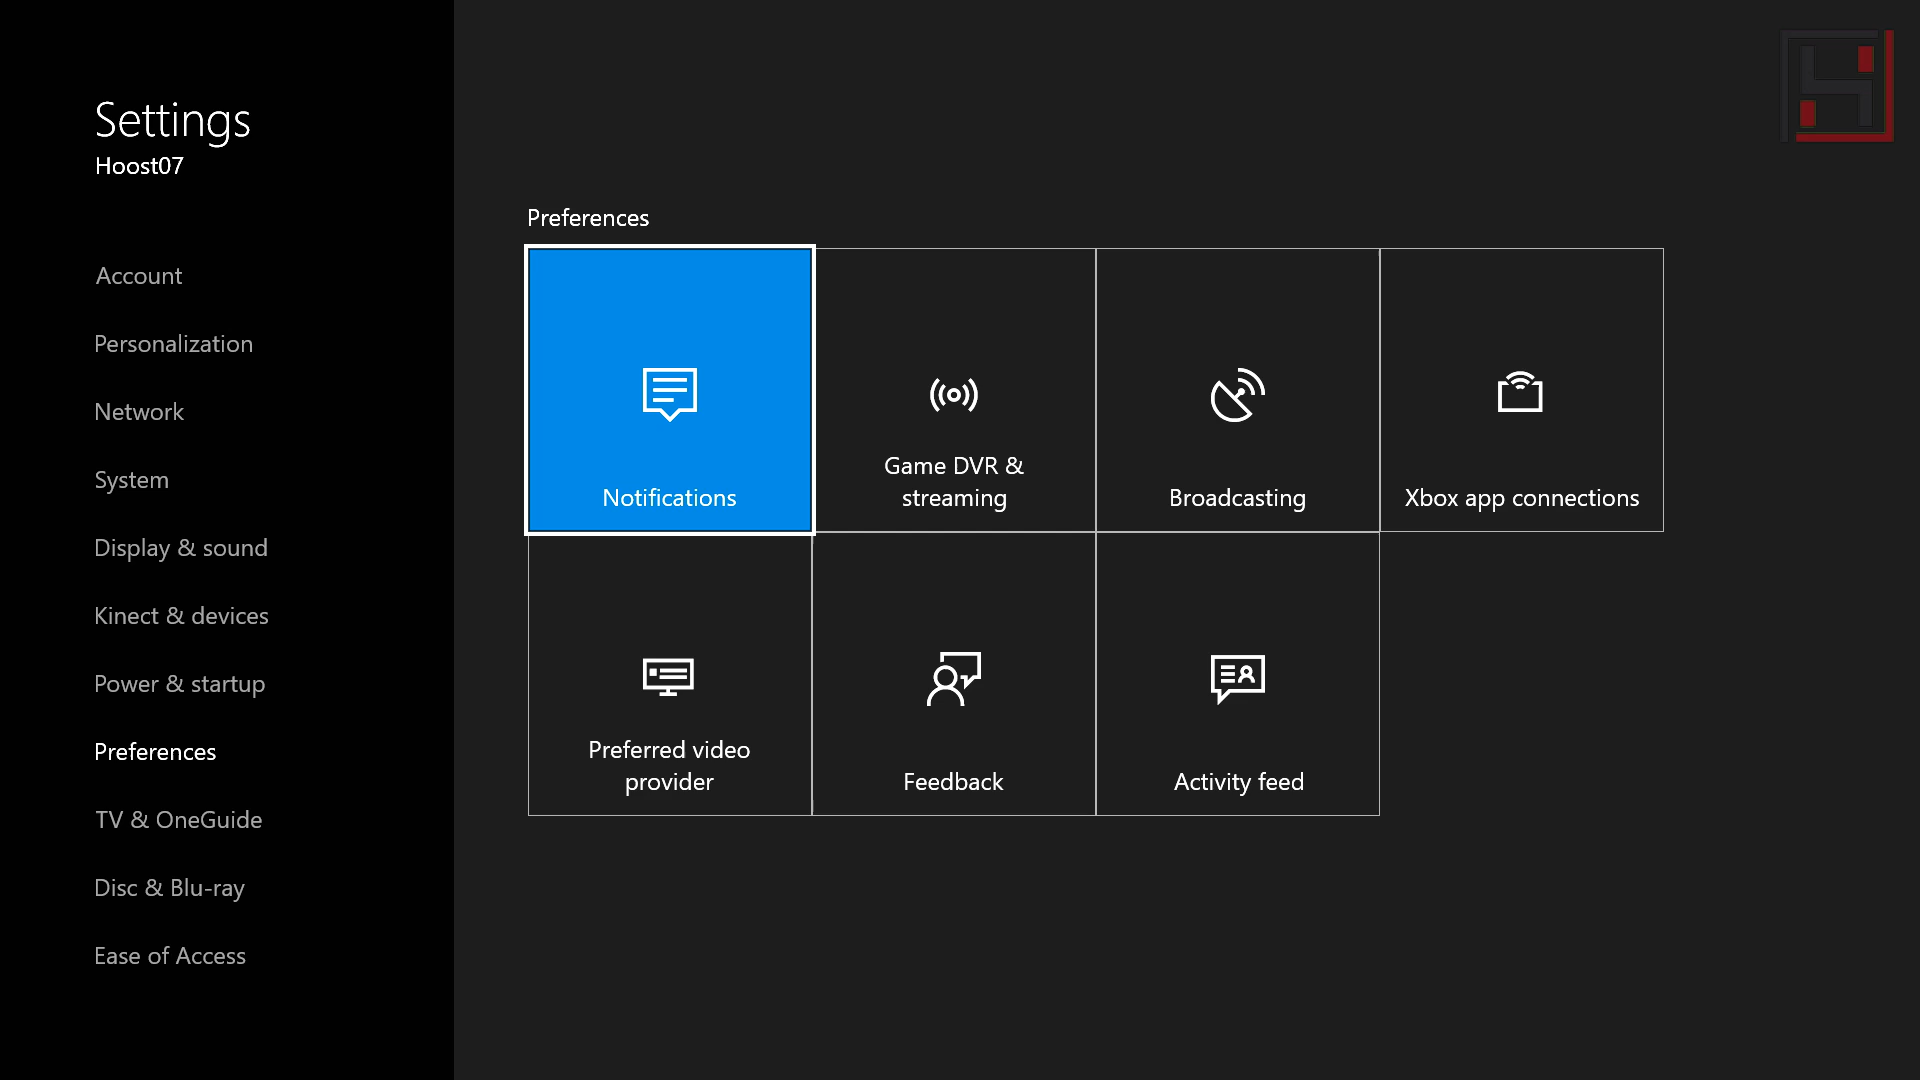 Settings
Hoost07
Account
Personalization
Network
System
Display & sound
Kinect & devices
Power & startup
Preferences
TV & OneGuide
Disc & Blu-ray
Ease of Access
Preferences
Notifications
Game DVR &
streaming
Broadcasting
Xbox app connections
Preferred video
provider
Feedback
Activity feed